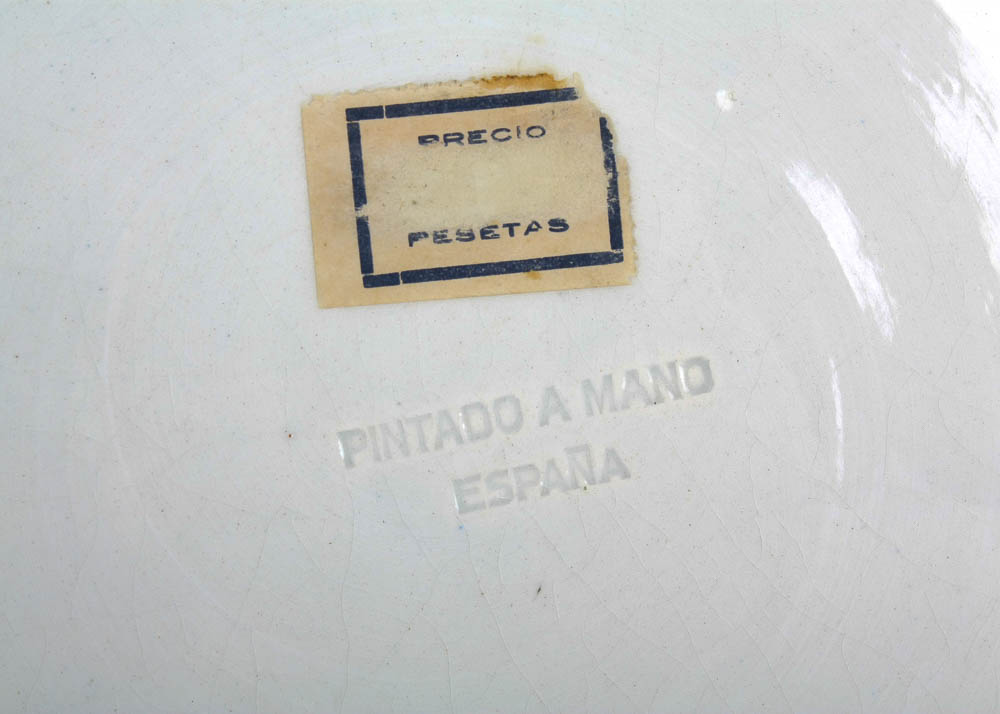 PRECIO
PESETAS
PINTADO A MANO
ESPAÑA